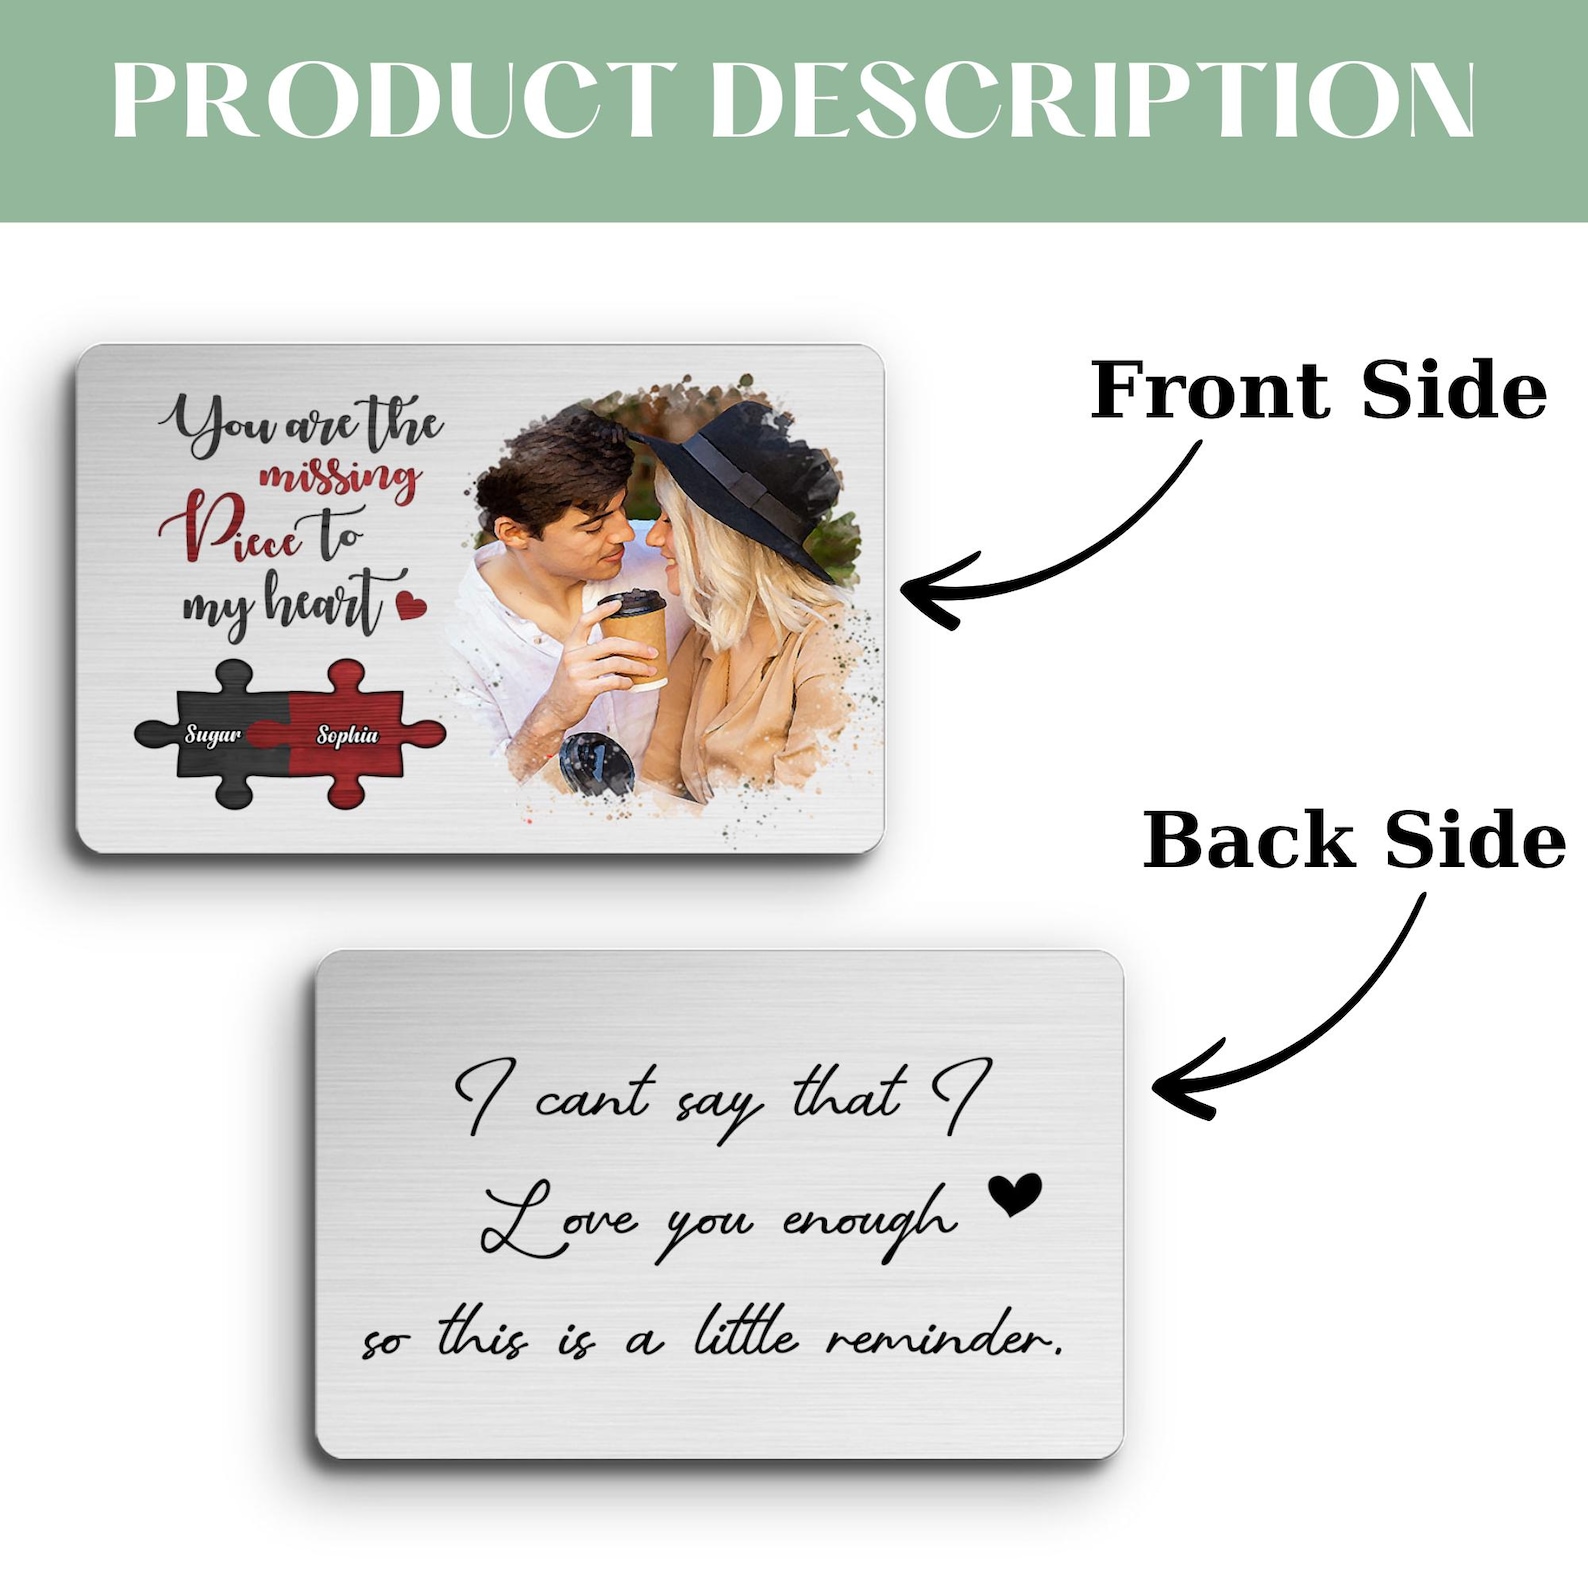 PRODUCT DESCRIPTION
Front Side
You are the
missing
Piece to
my heart
Sugar Sophia
Back Side
I cant say that I
Love you enough
so this is a little reminder.